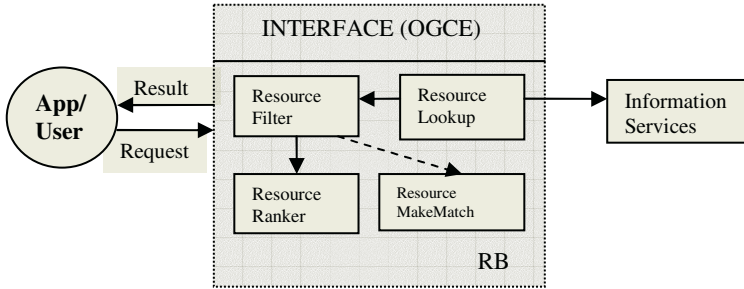 INTERFACE (OGCE)
App/
User
Result
Request
Resource
Filter
Resource
Lookup
Information
Services
Resource
Ranker
Resource
MakeMatch
RB